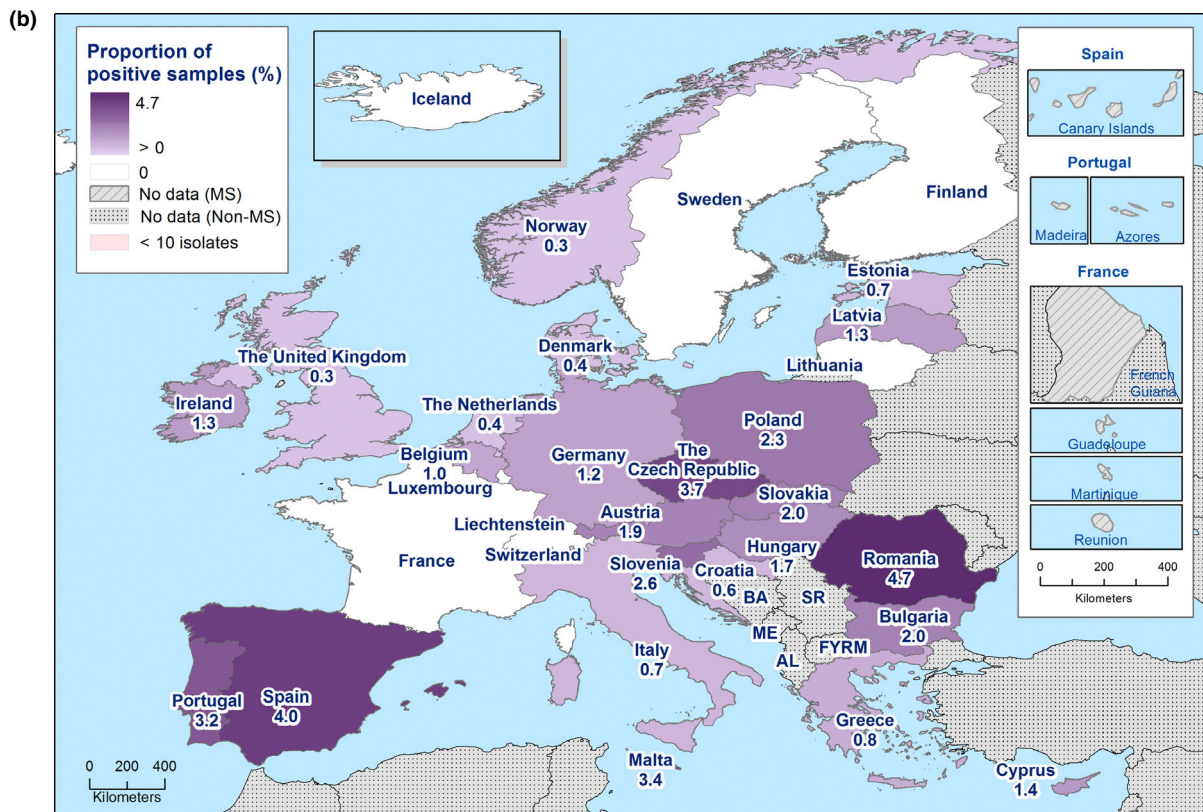 (b)
Proportion of
positive samples (%)
4.7
> 0
0
No data (MS)
No data (Non-MS)
< 10 isolates
Iceland
Spain
Canary Islands
Portugal
Madeira
Azores
France
French
Guiana
Guadeloupe
Martinique
Reunion
0 200 400
Kilometers
Sweden
Finland
Norway
0.3
Estonia
0.7
Latvia
1.3
Lithuania
Denmark
0.4
The United Kingdom
0.3
Ireland
1.3
The Netherlands
0.4
Belgium
1.0
Luxembourg
Germany
1.2
Poland
2.3
The
Czech Republic
3.7
Slovakia
2.0
Austria
1.9
Liechtenstein
Switzerland
France
Hungary
1.7
Slovenia
2.6
Croatia
0.6
Romania
4.7
BA
SR
Bulgaria
2.0
ME
FYRM
AL
Italy
0.7
Portugal
3.2
Spain
4.0
Greece
0.8
Malta
3.4
Cyprus
1.4
0 200 400
Kilometers